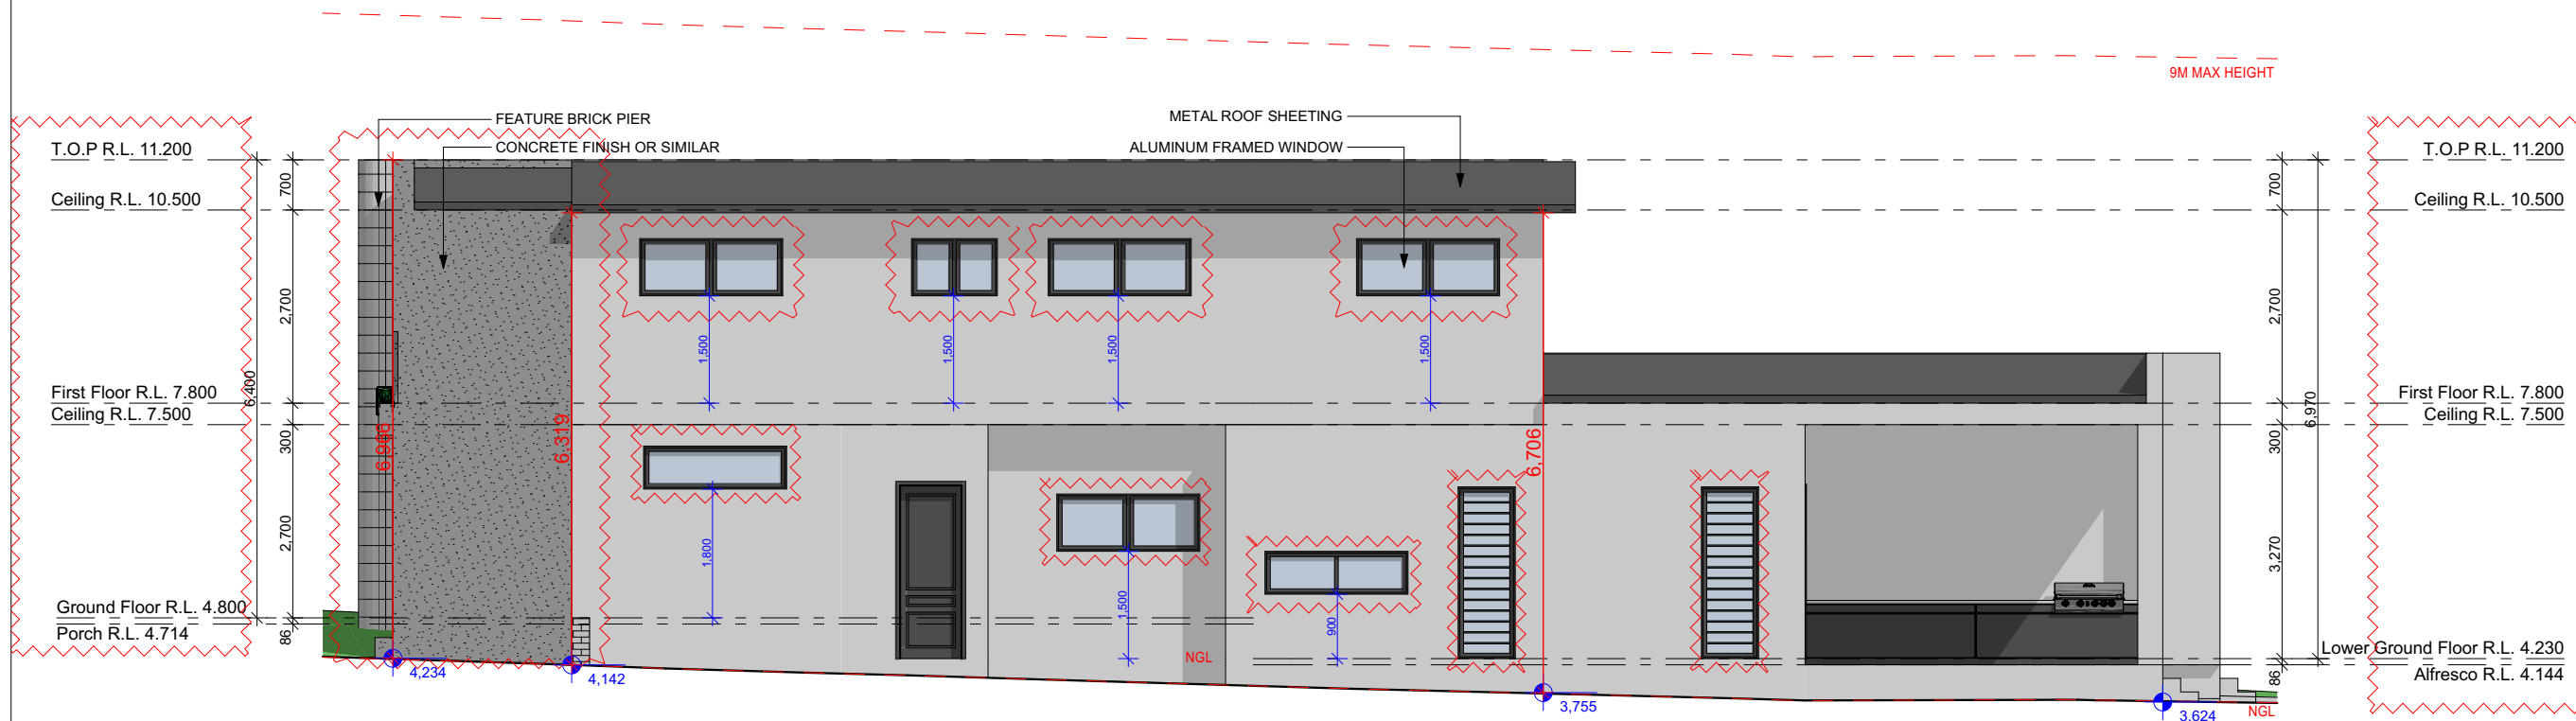 9M MAX HEIGHT
FEATURE BRICK PIER
METAL ROOF SHEETING
CONCRETE FINISH OR SIMILAR
ALUMINUM FRAMED WINDOW
T.O.P R.L. 11.200
T.O.P R.L. 11.200
700
700
Ceiling R.L. 10.500
Ceiling R.L. 10.500
2,700
2,700
1,500
1,500
1,500
1,500
First Floor R.L. 7.800
6,400
First Floor R.L. 7.800
Ceiling R.L. 7.500
6,970
Ceiling R.L. 7.500
300
6,966
6,319
6,706
300
2,700
1,800
1,500
900
3,270
Ground Floor R.L. 4.800
Porch R.L. 4.714
86
NGL
Lower Ground Floor R.L. 4.230
Alfresco R.L. 4.144
86
4,234
4,142
3,755
3,624
NGL